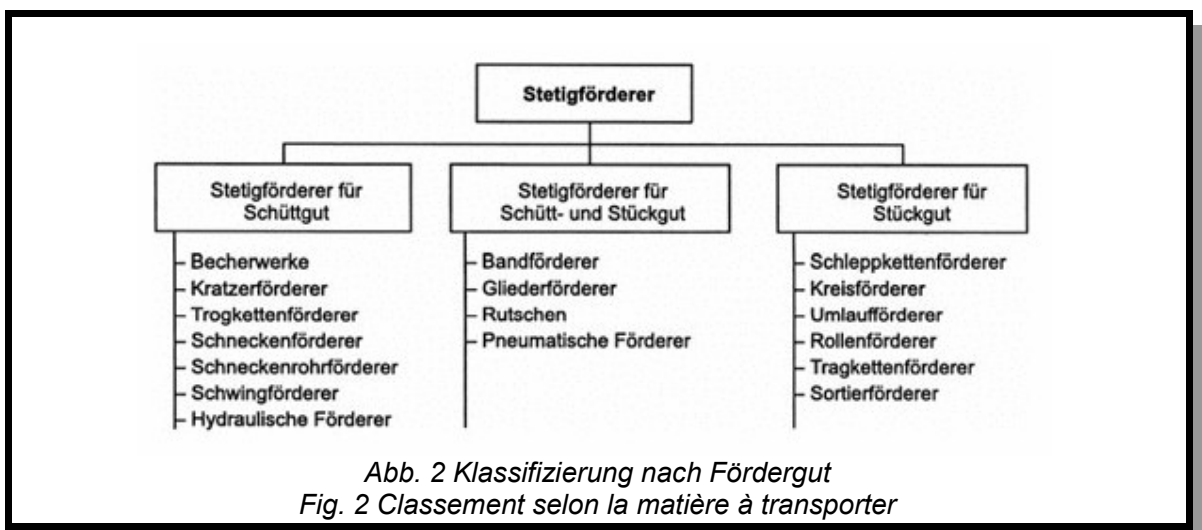 Stetigförderer
Stetigförderer für
Schüttgut
– Becherwerke
– Kratzerförderer
– Trogkettenförderer
– Schneckenförderer
– Schneckenrohrförderer
– Schwingförderer
– Hydraulische Förderer
Stetigförderer für
Schütt- und Stückgut
– Bandförderer
– Gliederförderer
– Rutschen
– Pneumatische Förderer
Stetigförderer für
Stückgut
– Schleppkettenförderer
– Kreisförderer
– Umlaufförderer
– Rollenförderer
– Tragkettenförderer
– Sortierförderer
Abb. 2 Klassifizierung nach Fördergut
Fig. 2 Classement selon la matière à transporter